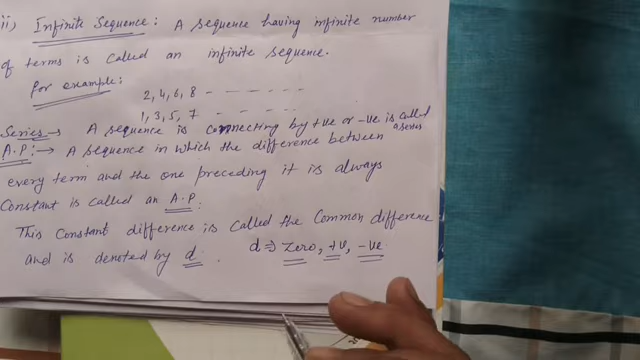 ii) Infinite Sequence: A sequence having infinite number
of terms is called an infinite sequence.
for example:
2, 4, 6, 8 - - - - - - -
1, 3, 5, 7 - - - - -
Series → A sequence is connecting by +ve or -ve is called a series
A.P:→ A sequence in which the difference between
every term and the one preceding it is always
Constant is called an A.P.
This Constant difference is called the Common difference
and is denoted by d. d ⇒ Zero, +v, -ve